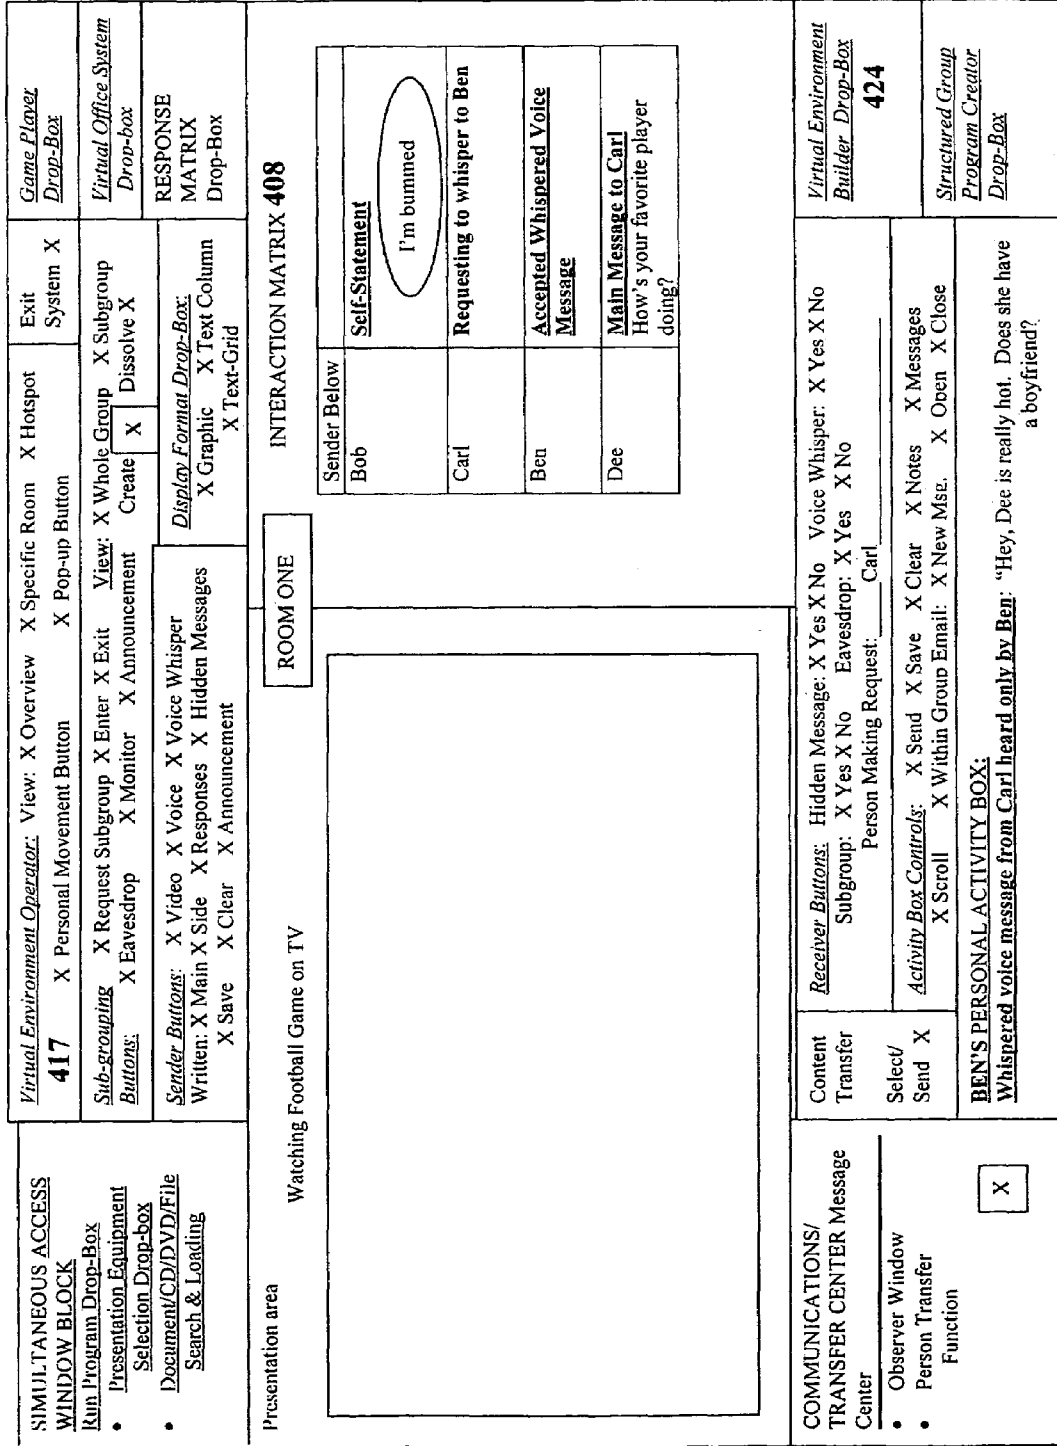 SIMULTANEOUS ACCESS
WINDOW BLOCK
Run Program Drop-Box
• Presentation Equipment
Selection Drop-box
• Document/CD/DVD/File
Search & Loading
Virtual Environment Operator: View: X Overview X Specific Room X Hotspot
417 X Personal Movement Button X Pop-up Button
Exit
System X
Game Player
Drop-Box
Sub-grouping X Request Subgroup X Enter X Exit View: X Whole Group X Subgroup
Buttons: X Eavesdrop X Monitor X Announcement Create X Dissolve X
Virtual Office System
Drop-box
Sender Buttons: X Video X Voice X Voice Whisper
Written: X Main X Side X Responses X Hidden Messages
X Save X Clear X Announcement
Display Format Drop-Box:
X Graphic X Text Column
X Text-Grid
RESPONSE
MATRIX
Drop-Box
Presentation area
Watching Football Game on TV
ROOM ONE
INTERACTION MATRIX 408
Sender Below
Bob Self-Statement
I'm bummed
Carl Requesting to whisper to Ben
Ben Accepted Whispered Voice
Message
Dee Main Message to Carl
How's your favorite player
doing?
COMMUNICATIONS/
TRANSFER CENTER Message
Center
• Observer Window
• Person Transfer
Function
X
Content
Transfer
Select/
Send X
Receiver Buttons: Hidden Message: X Yes X No Voice Whisper: X Yes X No
Subgroup: X Yes X No Eavesdrop: X Yes X No
Person Making Request: Carl
Activity Box Controls: X Send X Save X Clear X Notes X Messages
X Scroll X Within Group Email: X New Msg. X Open X Close
Virtual Environment
Builder Drop-Box
424
Structured Group
Program Creator
Drop-Box
BEN'S PERSONAL ACTIVITY BOX:
Whispered voice message from Carl heard only by Ben: "Hey, Dee is really hot. Does she have
a boyfriend?